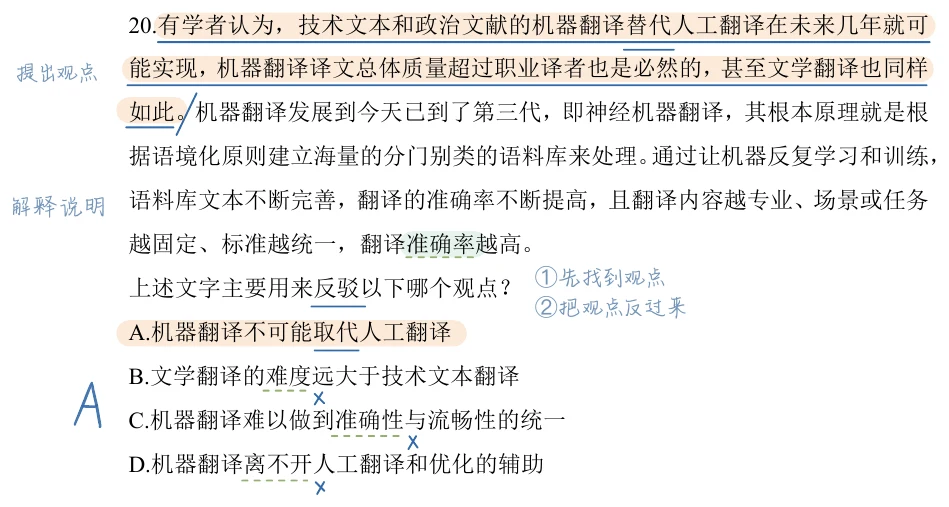 20.有学者认为，技术文本和政治文献的机器翻译替代人工翻译在未来几年就可
提出观点
能实现，机器翻译译文总体质量超过职业译者也是必然的，甚至文学翻译也同样
如此。机器翻译发展到今天已到了第三代，即神经机器翻译，其根本原理就是根
据语境化原则建立海量的分门别类的语料库来处理。通过让机器反复学习和训练，
解释说明
语料库文本不断完善，翻译的准确率不断提高，且翻译内容越专业、场景或任务
越固定、标准越统一，翻译准确率越高。
上述文字主要用来反驳以下哪个观点？
①先找到观点
②把观点反过来
A.机器翻译不可能取代人工翻译
B.文学翻译的难度远大于技术文本翻译
A
C.机器翻译难以做到准确性与流畅性的统一
D.机器翻译离不开人工翻译和优化的辅助